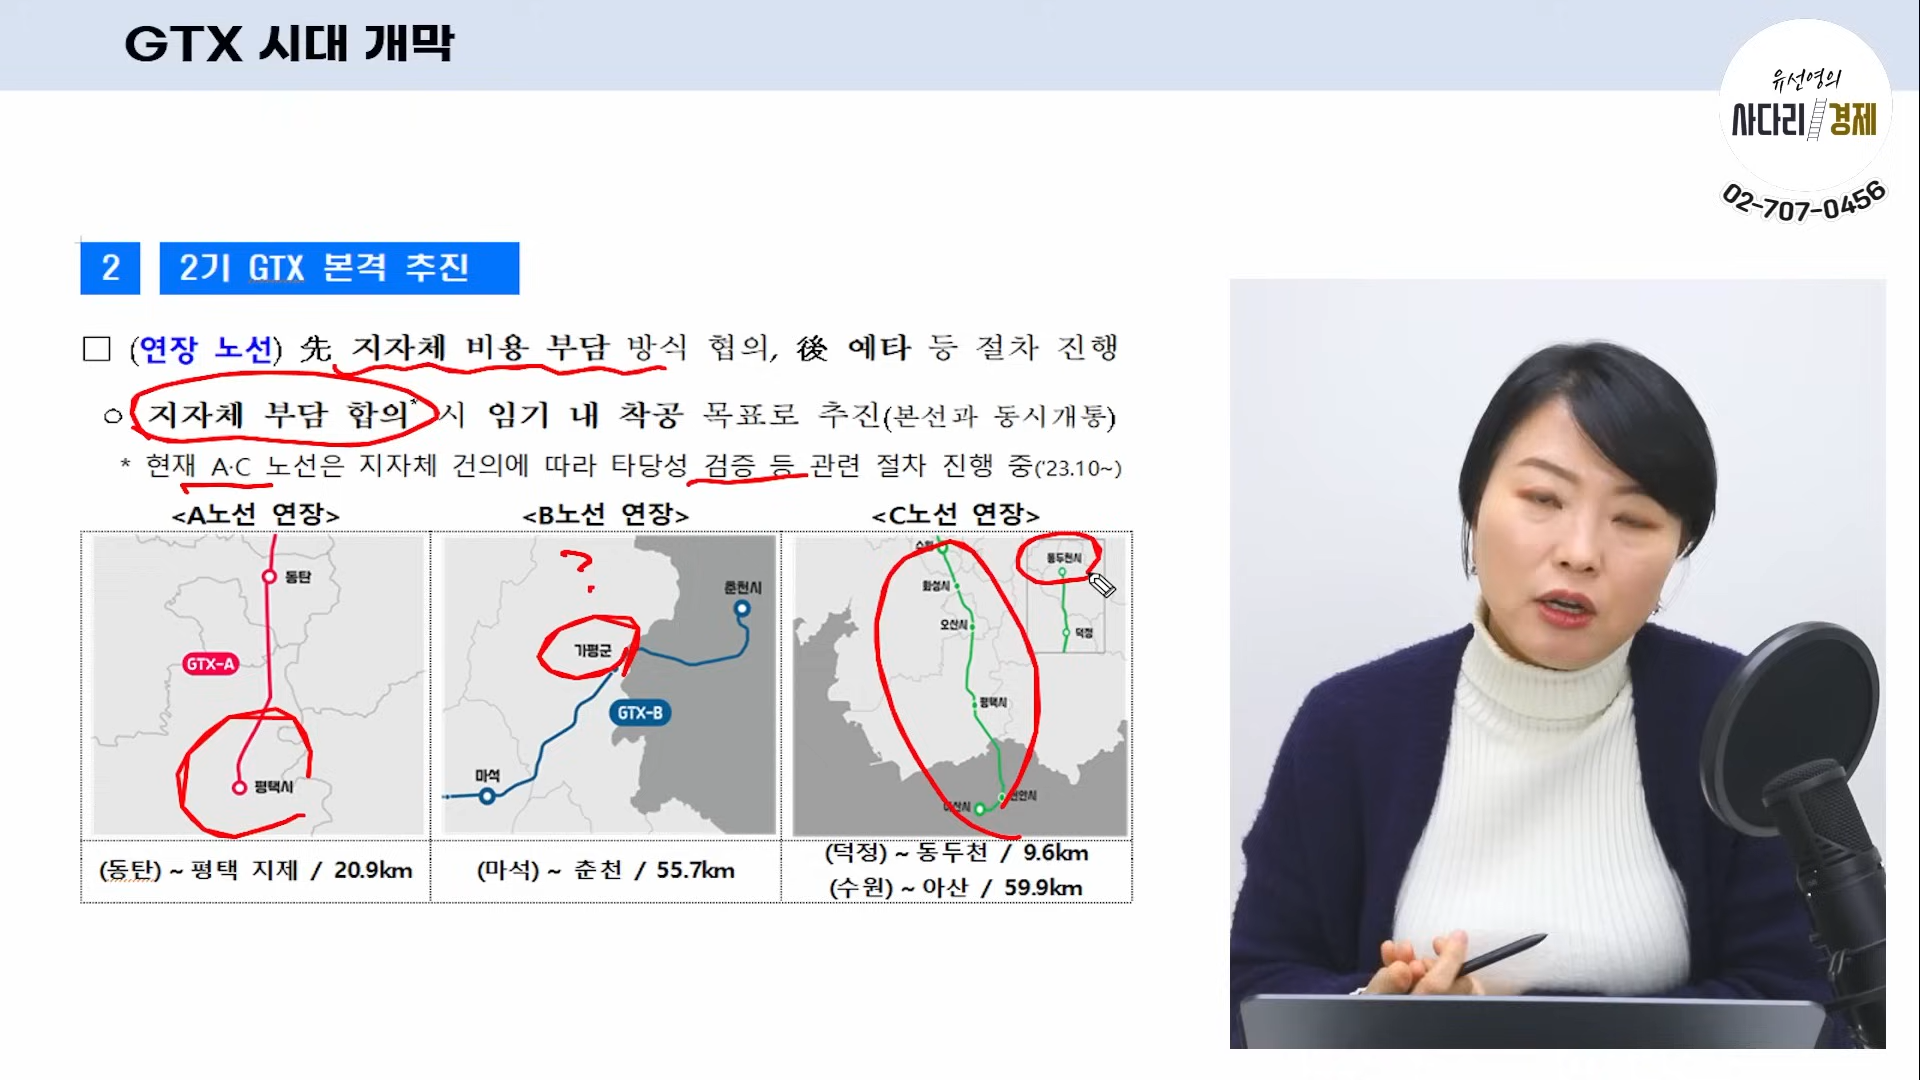 GTX 시대 개막
유선영의
사다리 경제
02-707-0456
2 2기 GTX 본격 추진
□ (연장 노선) 先 지자체 비용 부담 방식 협의, 後 예타 등 절차 진행
○ 지자체 부담 합의* 시 임기 내 착공 목표로 추진(본선과 동시개통)
* 현재 A·C 노선은 지자체 건의에 따라 타당성 검증 등 관련 절차 진행 중('23.10~)
<A노선 연장> <B노선 연장> <C노선 연장>
동탄
GTX-A
평택시
?
춘천시
가평군
GTX-B
마석
화성시
오산시
평택시
동두천시
덕정
(동탄) ~ 평택 지제 / 20.9km
(마석) ~ 춘천 / 55.7km
(덕정) ~ 동두천 / 9.6km
(수원) ~ 아산 / 59.9km